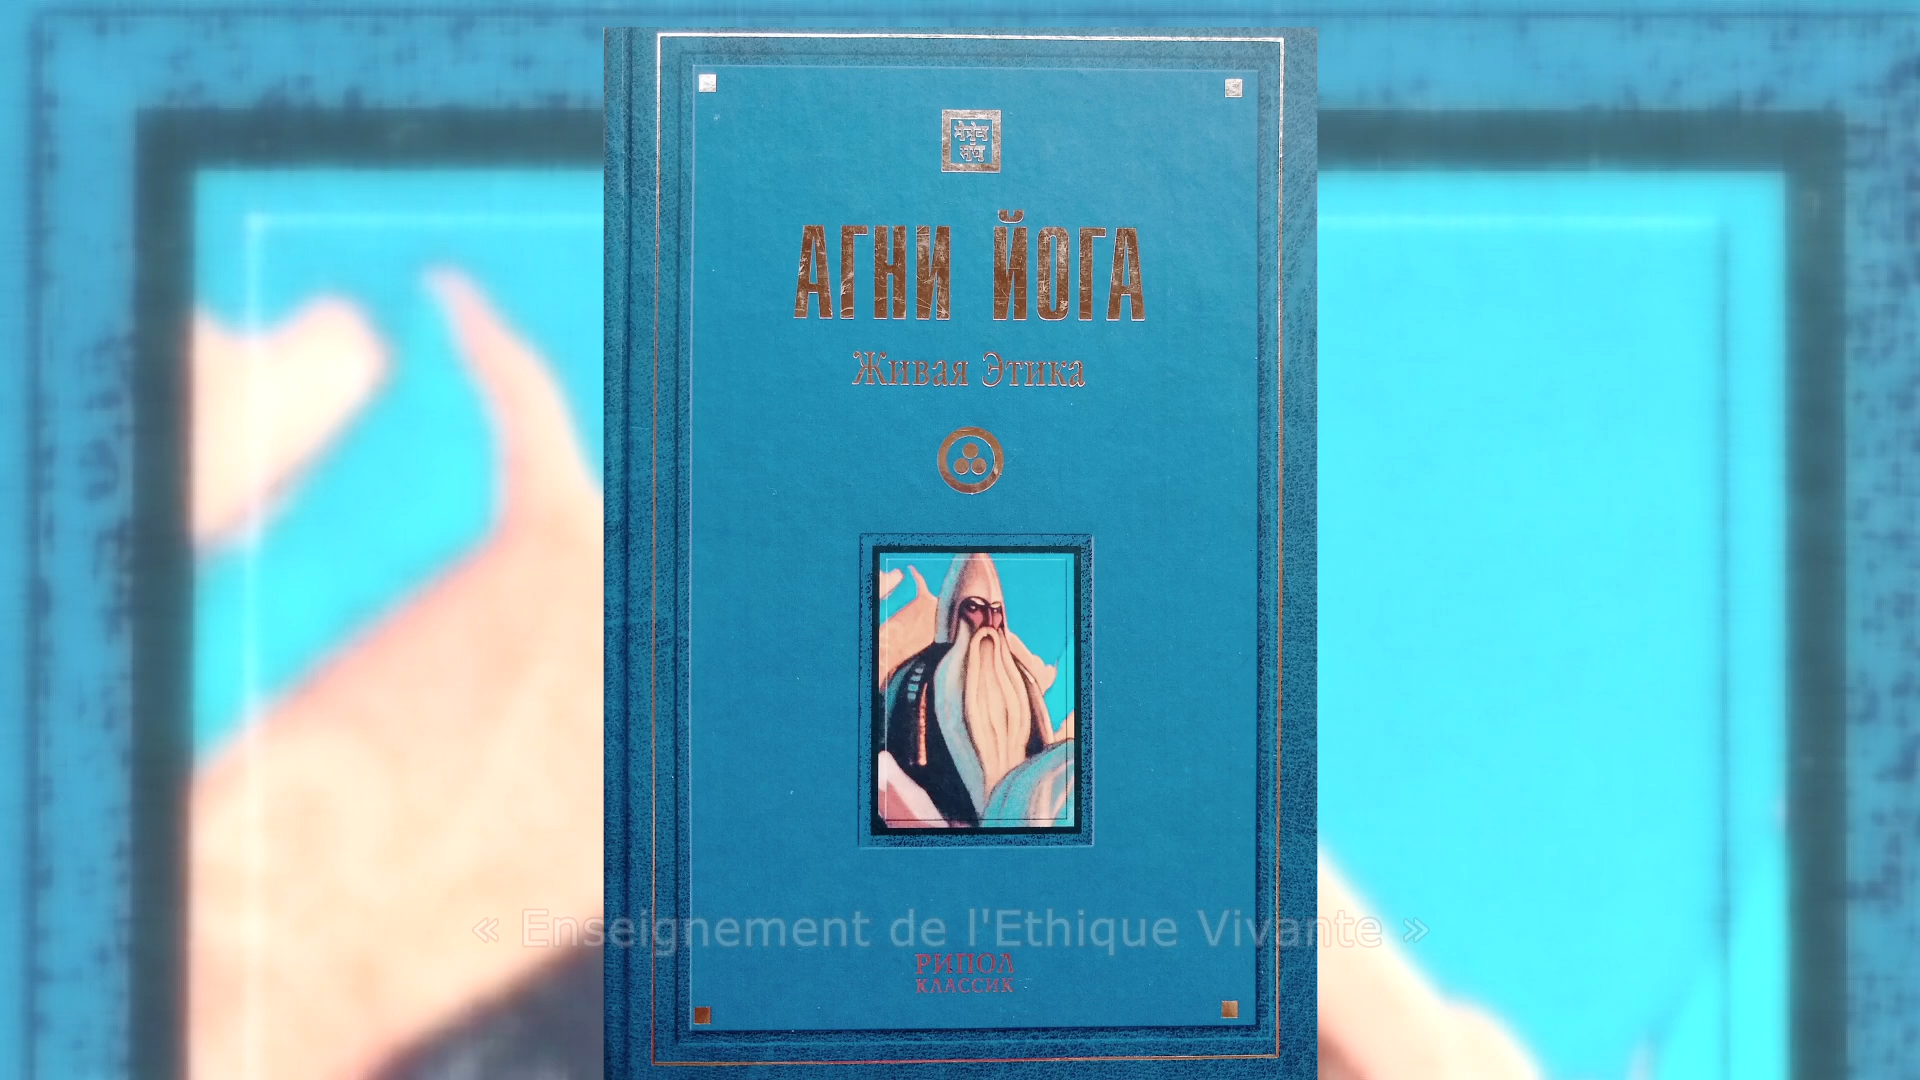 АГНИ ЙОГА
Живая Этика
« Enseignement de l'Ethique Vivante »
РИПОЛ
КЛАССИК